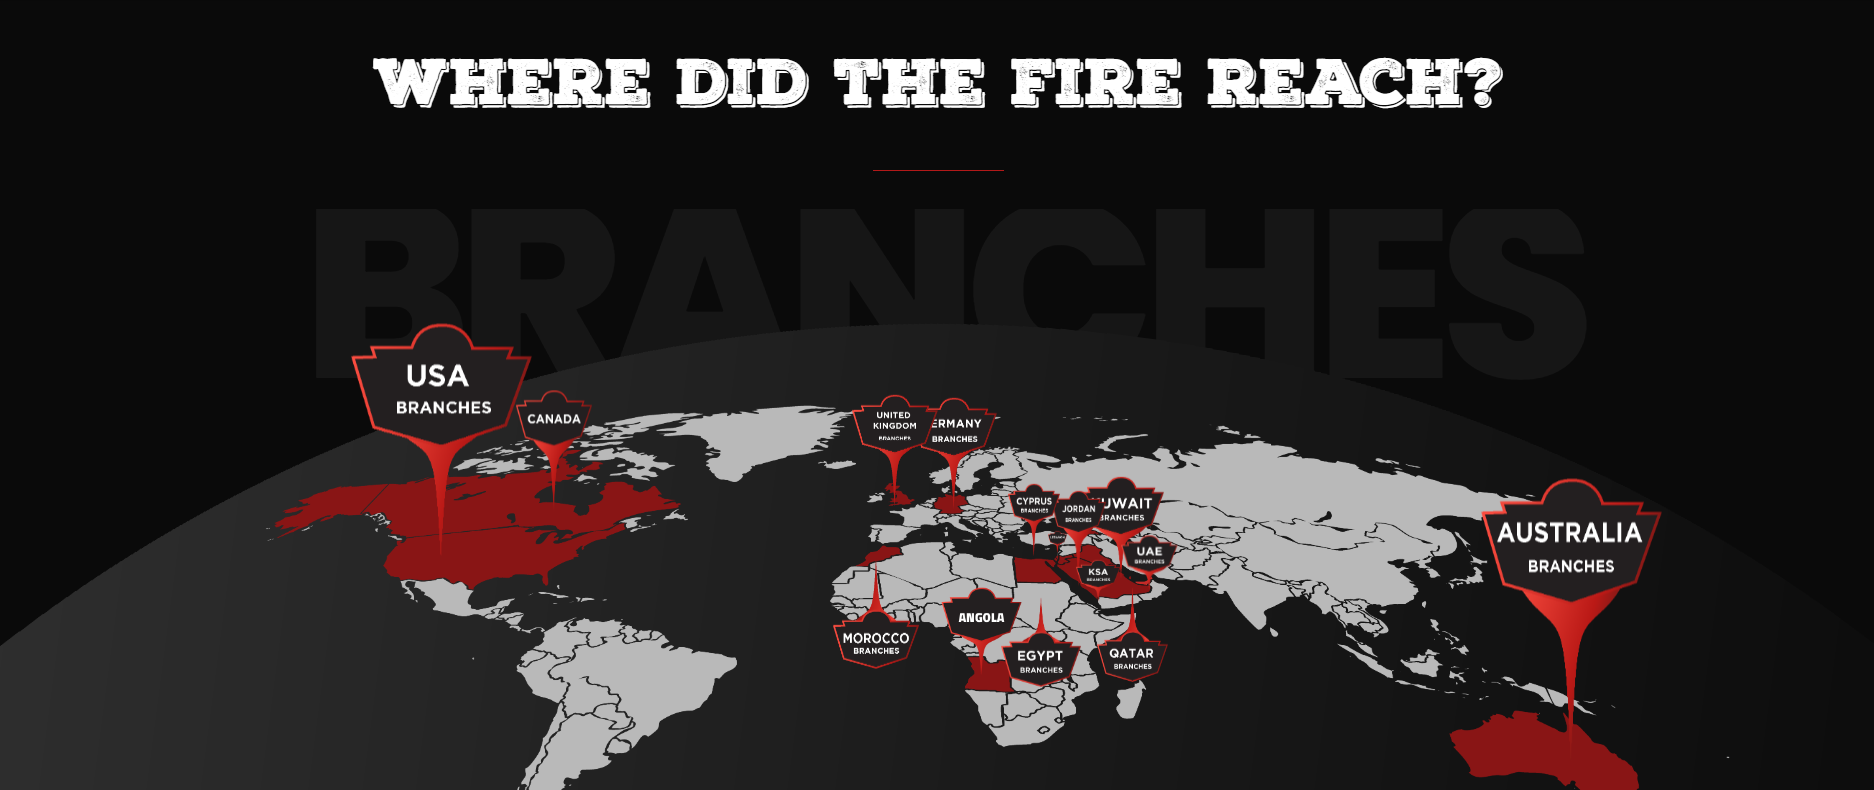 WHERE DID THE FIRE REACH?
BRANCHES
USA
BRANCHES
CANADA
UNITED
KINGDOM
BRANCHES
ERMANY
BRANCHES
CYPRUS
BRANCHES
JORDAN
BRANCHES
UWAIT
BRANCHES
UAE
BRANCHES
KSA
BRANCHES
AUSTRALIA
BRANCHES
ANGOLA
MOROCCO
BRANCHES
EGYPT
BRANCHES
QATAR
BRANCHES